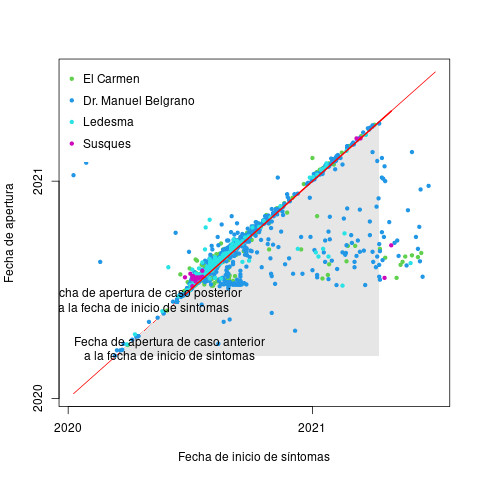 El Carmen
Dr. Manuel Belgrano
Ledesma
Susques
2021
Fecha de apertura
cha de apertura de caso posterior
a la fecha de inicio de síntomas
Fecha de apertura de caso anterior
a la fecha de inicio de sintomas
2020
2020
2021
Fecha de inicio de síntomas